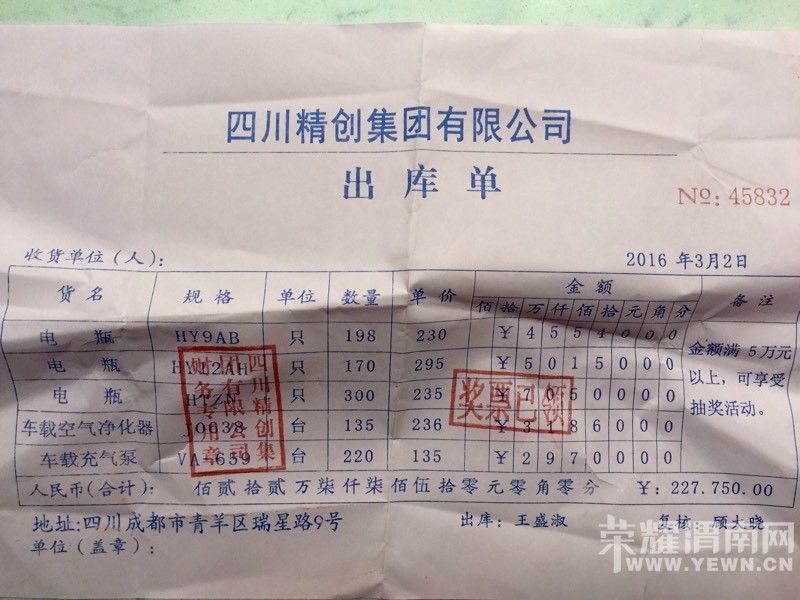 四川精创集团有限公司
出库单
№: 45832
收货单位(人): 2016 年3月2日
货名 规格 单位 数量 单价 金额 备注
佰 拾 万 仟 佰 拾 元 角 分
电瓶 HY9AB 只 198 230 ¥ 4 5 5 4 0 0 0
电瓶 HY12AH 只 170 295 ¥ 5 0 1 5 0 0 0
电瓶 HTZN 只 300 235 ¥ 7 0 5 0 0 0 0
车载空气净化器 J0038 台 135 236 ¥ 3 1 8 6 0 0 0
车载充气泵 VA-659 台 220 135 ¥ 2 9 7 0 0 0 0
金额满 5万元
以上,可享受
抽奖活动。
四川精创集
团有限公司
财务专用章
奖票已领
人民币(合计): 佰贰拾贰万柒仟柒佰伍拾零元零角零分 ¥: 227.750.00
地址:四川成都市青羊区瑞星路9号 出库: 王盛淑 复核: 顾大晓
单位(盖章):
荣耀渭南网
WWW.YEWN.CN